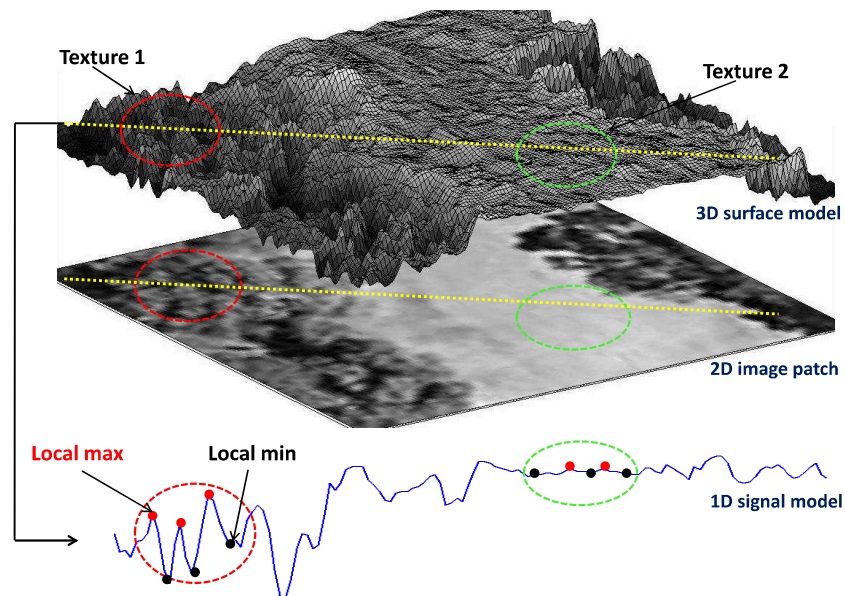 Texture 1
Texture 2
3D surface model
2D image patch
Local max
Local min
1D signal model